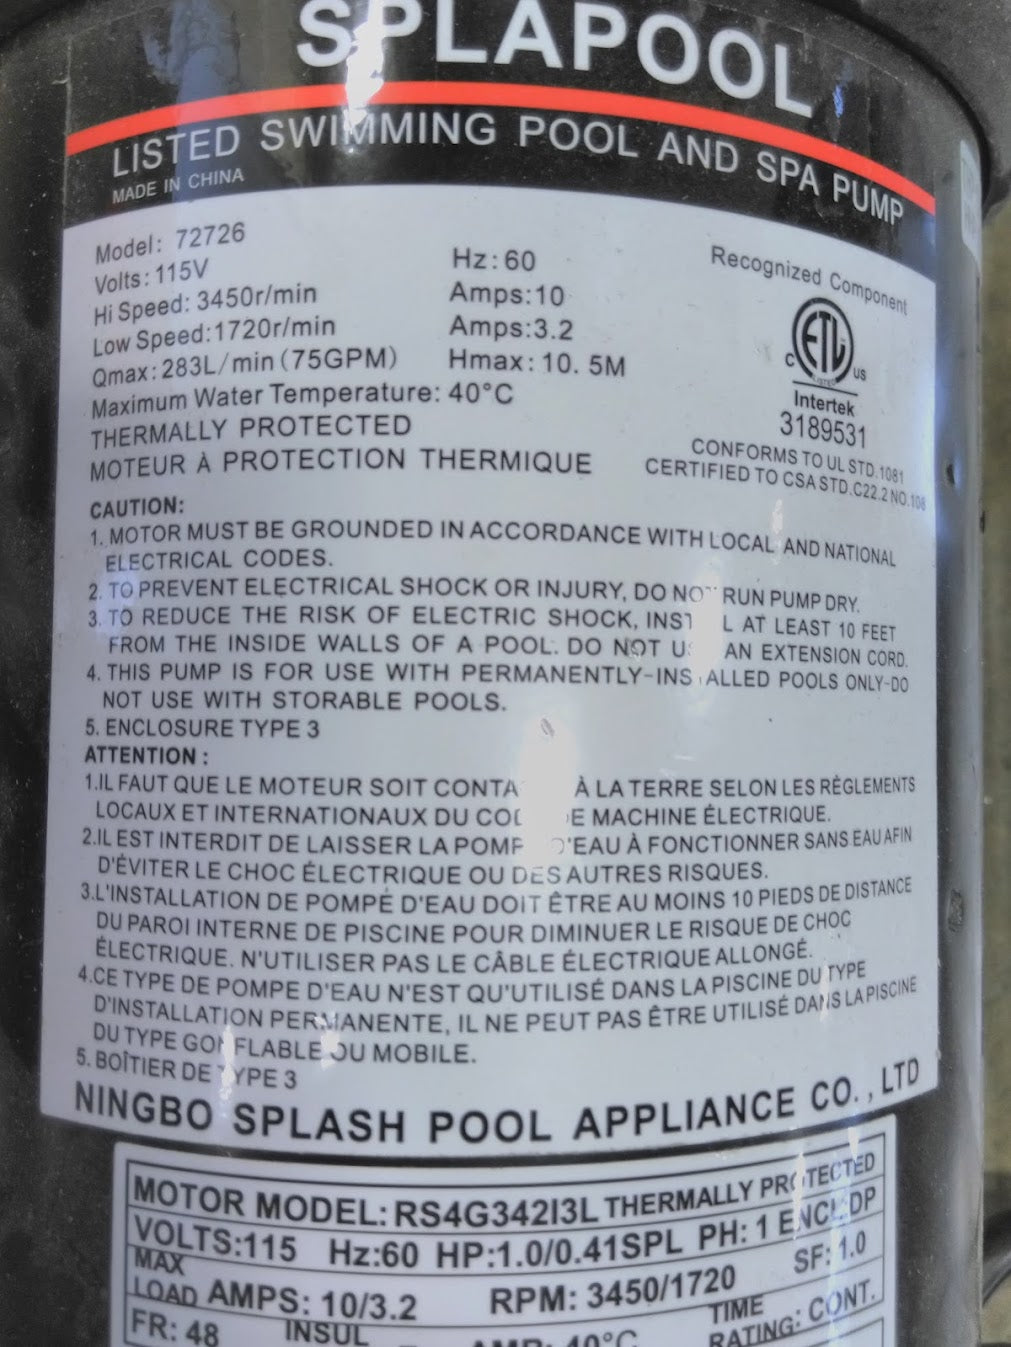 SPLAPOOL
LISTED SWIMMING POOL AND SPA PUMP
MADE IN CHINA
Model: 72726
Volts: 115V Hz: 60
Hi Speed: 3450r/min Amps:10
Low Speed:1720r/min Amps:3.2
Qmax: 283L/min (75GPM) Hmax: 10. 5M
Maximum Water Temperature: 40°C
THERMALLY PROTECTED
MOTEUR À PROTECTION THERMIQUE
Recognized Component
ETL
LISTED
C US
Intertek
3189531
CONFORMS TO UL STD.1081
CERTIFIED TO CSA STD.C22.2 NO.108
CAUTION:
1. MOTOR MUST BE GROUNDED IN ACCORDANCE WITH LOCAL AND NATIONAL
ELECTRICAL CODES.
2. TO PREVENT ELECTRICAL SHOCK OR INJURY, DO NOT RUN PUMP DRY.
3. TO REDUCE THE RISK OF ELECTRIC SHOCK, INSTALL AT LEAST 10 FEET
FROM THE INSIDE WALLS OF A POOL. DO NOT USE AN EXTENSION CORD.
4. THIS PUMP IS FOR USE WITH PERMANENTLY-INSTALLED POOLS ONLY-DO
NOT USE WITH STORABLE POOLS.
5. ENCLOSURE TYPE 3
ATTENTION :
1.IL FAUT QUE LE MOTEUR SOIT À LA TERRE SELON LES RÈGLEMENTS
LOCAUX ET INTERNATIONAUX DU CODE DE MACHINE ÉLECTRIQUE.
2.IL EST INTERDIT DE LAISSER LA POMPE D'EAU À FONCTIONNER SANS EAU AFIN
D'ÉVITER LE CHOC ÉLECTRIQUE OU DES AUTRES RISQUES.
3.L'INSTALLATION DE POMPE D'EAU DOIT ÊTRE AU MOINS 10 PIEDS DE DISTANCE
DU PAROI INTERNE DE PISCINE POUR DIMINUER LE RISQUE DE CHOC
ÉLECTRIQUE. N'UTILISER PAS LE CÂBLE ÉLECTRIQUE ALLONGÉ.
4.CE TYPE DE POMPE D'EAU N'EST QU'UTILISÉ DANS LA PISCINE DU TYPE
D'INSTALLATION PERMANENTE, IL NE PEUT PAS ÊTRE UTILISÉ DANS LA PISCINE
DU TYPE GONFLABLE OU MOBILE.
5. BOÎTIER DE TYPE 3
NINGBO SPLASH POOL APPLIANCE CO., LTD
MOTOR MODEL: RS4G342I3L THERMALLY PROTECTED
VOLTS:115 Hz:60 HP:1.0/0.41SPL PH: 1 ENCL:DP
MAX
LOAD AMPS: 10/3.2 RPM: 3450/1720 SF: 1.0
FR: 48 INSUL AMB: 40°C TIME
RATING: CONT.